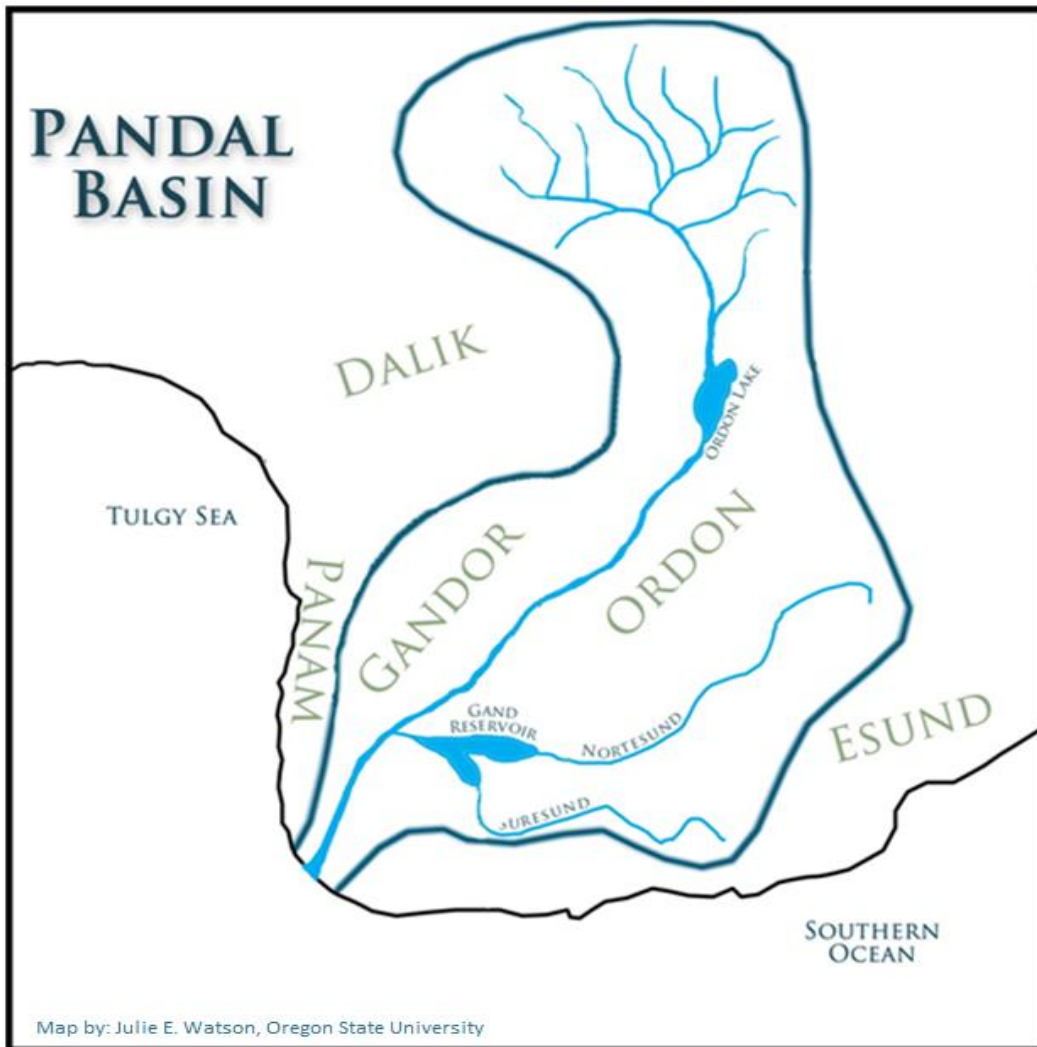 PANDAL
BASIN
DALIK
ORDON LAKE
TULGY SEA
PANAM
GANDOR
ORDON
GAND
RESERVOIR
NORTESUND
ESUND
SURESUND
SOUTHERN
OCEAN
Map by: Julie E. Watson, Oregon State University